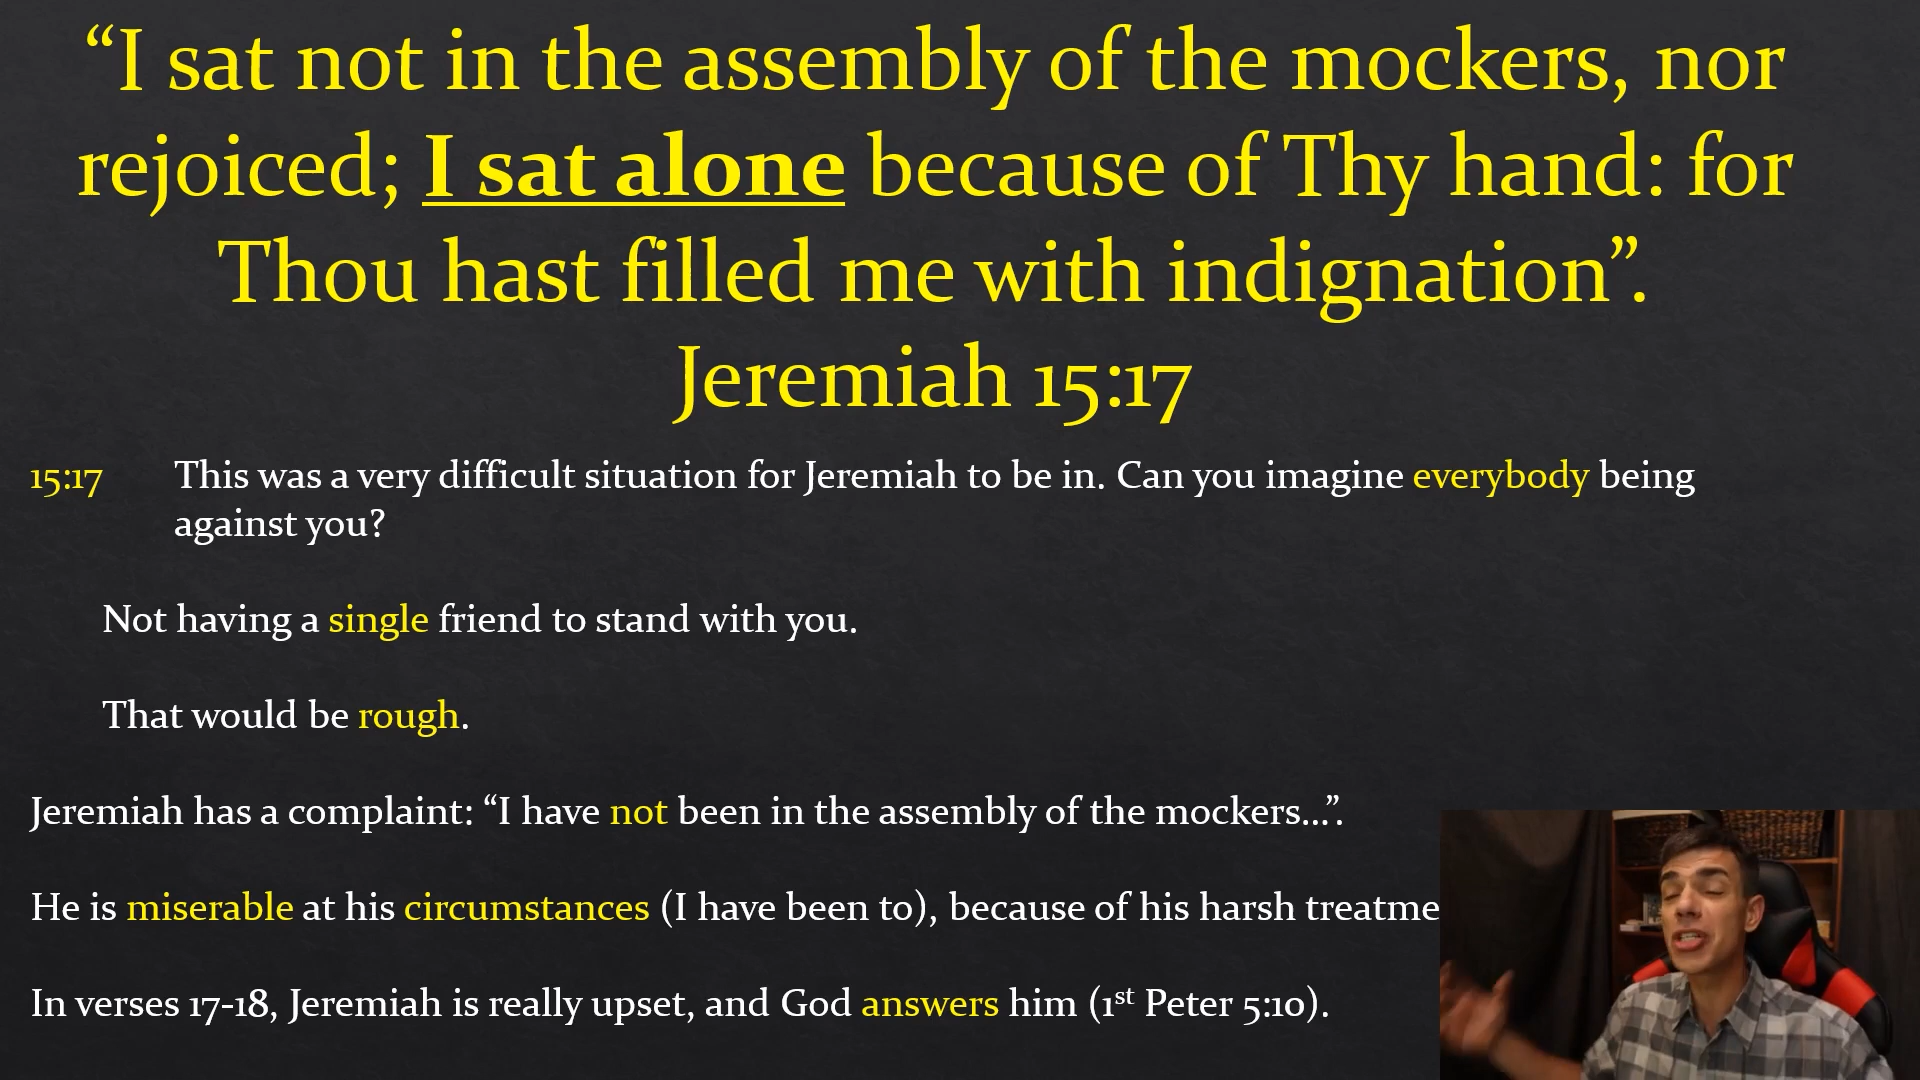 “I sat not in the assembly of the mockers, nor
rejoiced; I sat alone because of Thy hand: for
Thou hast filled me with indignation”.
Jeremiah 15:17
15:17 This was a very difficult situation for Jeremiah to be in. Can you imagine everybody being
against you?
Not having a single friend to stand with you.
That would be rough.
Jeremiah has a complaint: “I have not been in the assembly of the mockers…”.
He is miserable at his circumstances (I have been to), because of his harsh
In verses 17-18, Jeremiah is really upset, and God answers him (1st Peter 5:10).